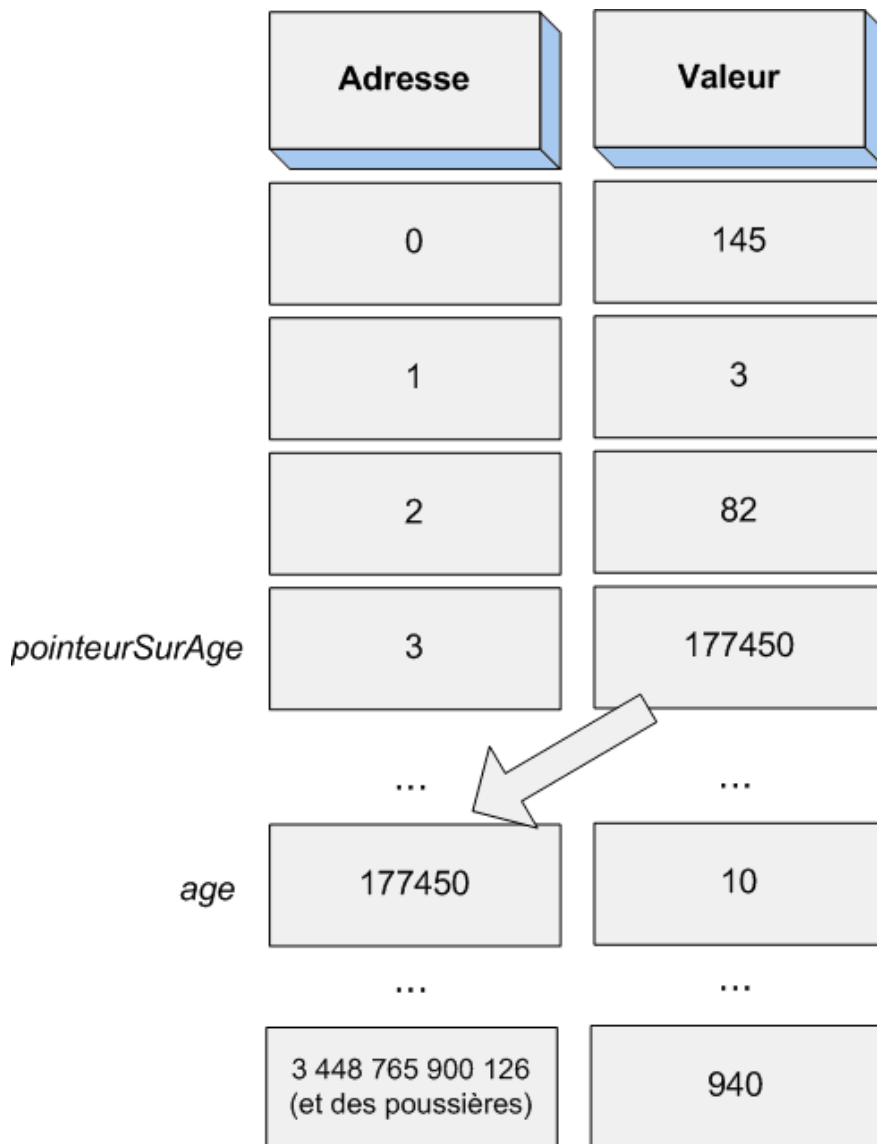 Adresse Valeur
0 145
1 3
2 82
pointeurSurAge 3 177450
... ...
age 177450 10
... ...
3 448 765 900 126
(et des poussières) 940